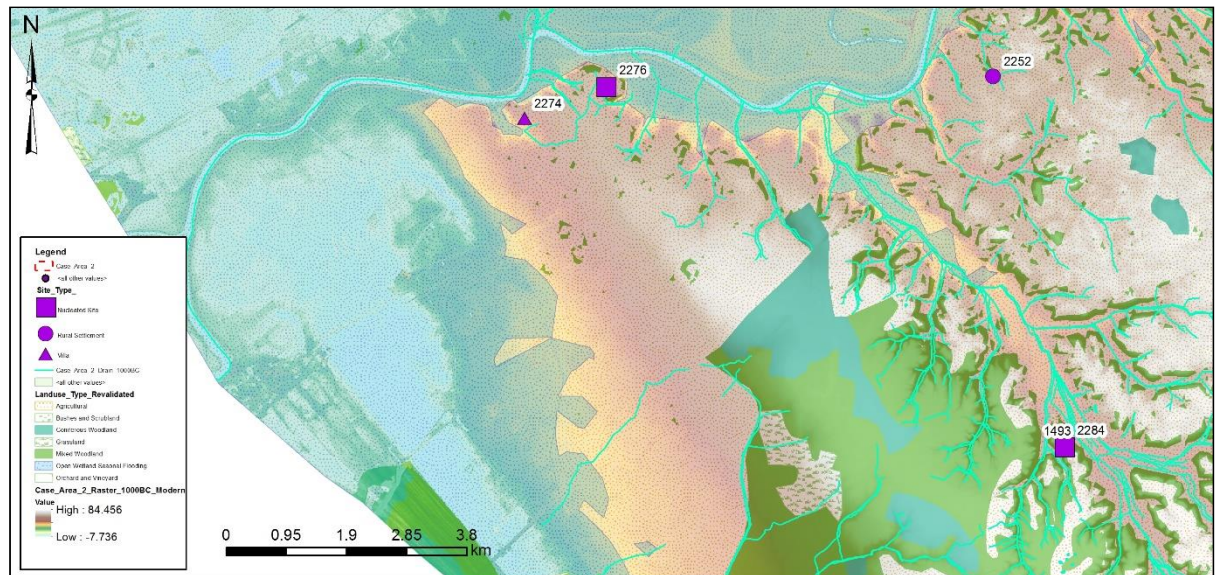 N
2276
2252
2274
1493 2284
Legend
Case_Area_2
<all other values>
Site_Type_
Nucleated Site
Rural Settlement
Villa
Case_Area_2_Drain_1000BC
<all other values>
Landuse_Type_Revalidated
Agricultural
Bushes and Scrubland
Coniferous Woodland
Grassland
Mixed Woodland
Open Wetland Seasonal Flooding
Orchard and Vineyard
Case_Area_2_Raster_1000BC_Modern
Value
High : 84.456
Low : -7.736
0 0.95 1.9 2.85 3.8
km